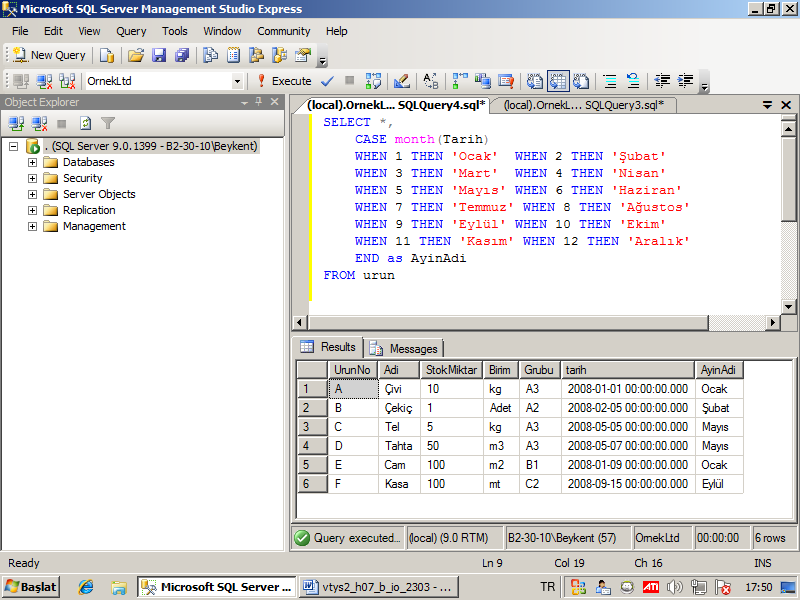 Microsoft SQL Server Management Studio Express
File Edit View Query Tools Window Community Help
New Query
OrnekLtd Execute
Object Explorer
. (SQL Server 9.0.1399 - B2-30-10\Beykent)
Databases
Security
Server Objects
Replication
Management
(local).OrnekL... SQLQuery4.sql* (local).OrnekL... SQLQuery3.sql*
SELECT *,
CASE month(Tarih)
WHEN 1 THEN 'Ocak' WHEN 2 THEN 'Şubat'
WHEN 3 THEN 'Mart' WHEN 4 THEN 'Nisan'
WHEN 5 THEN 'Mayıs' WHEN 6 THEN 'Haziran'
WHEN 7 THEN 'Temmuz' WHEN 8 THEN 'Ağustos'
WHEN 9 THEN 'Eylül' WHEN 10 THEN 'Ekim'
WHEN 11 THEN 'Kasım' WHEN 12 THEN 'Aralık'
END as AyinAdi
FROM urun
Results Messages
UrunNo Adi StokMiktar Birim Grubu tarih AyinAdi
1 A Çivi 10 kg A3 2008-01-01 00:00:00.000 Ocak
2 B Çekiç 1 Adet A2 2008-02-05 00:00:00.000 Şubat
3 C Tel 5 kg A3 2008-05-05 00:00:00.000 Mayıs
4 D Tahta 50 m3 A3 2008-05-07 00:00:00.000 Mayıs
5 E Cam 100 m2 B1 2008-01-09 00:00:00.000 Ocak
6 F Kasa 100 mt C2 2008-09-15 00:00:00.000 Eylül
Query executed... (local) (9.0 RTM) B2-30-10\Beykent (57) OrnekLtd 00:00:00 6 rows
Ready Ln 9 Col 19 Ch 16 INS
Başlat Microsoft SQL Server ... vtys2_h07_b_io_2303 - ... TR ATI 17:50